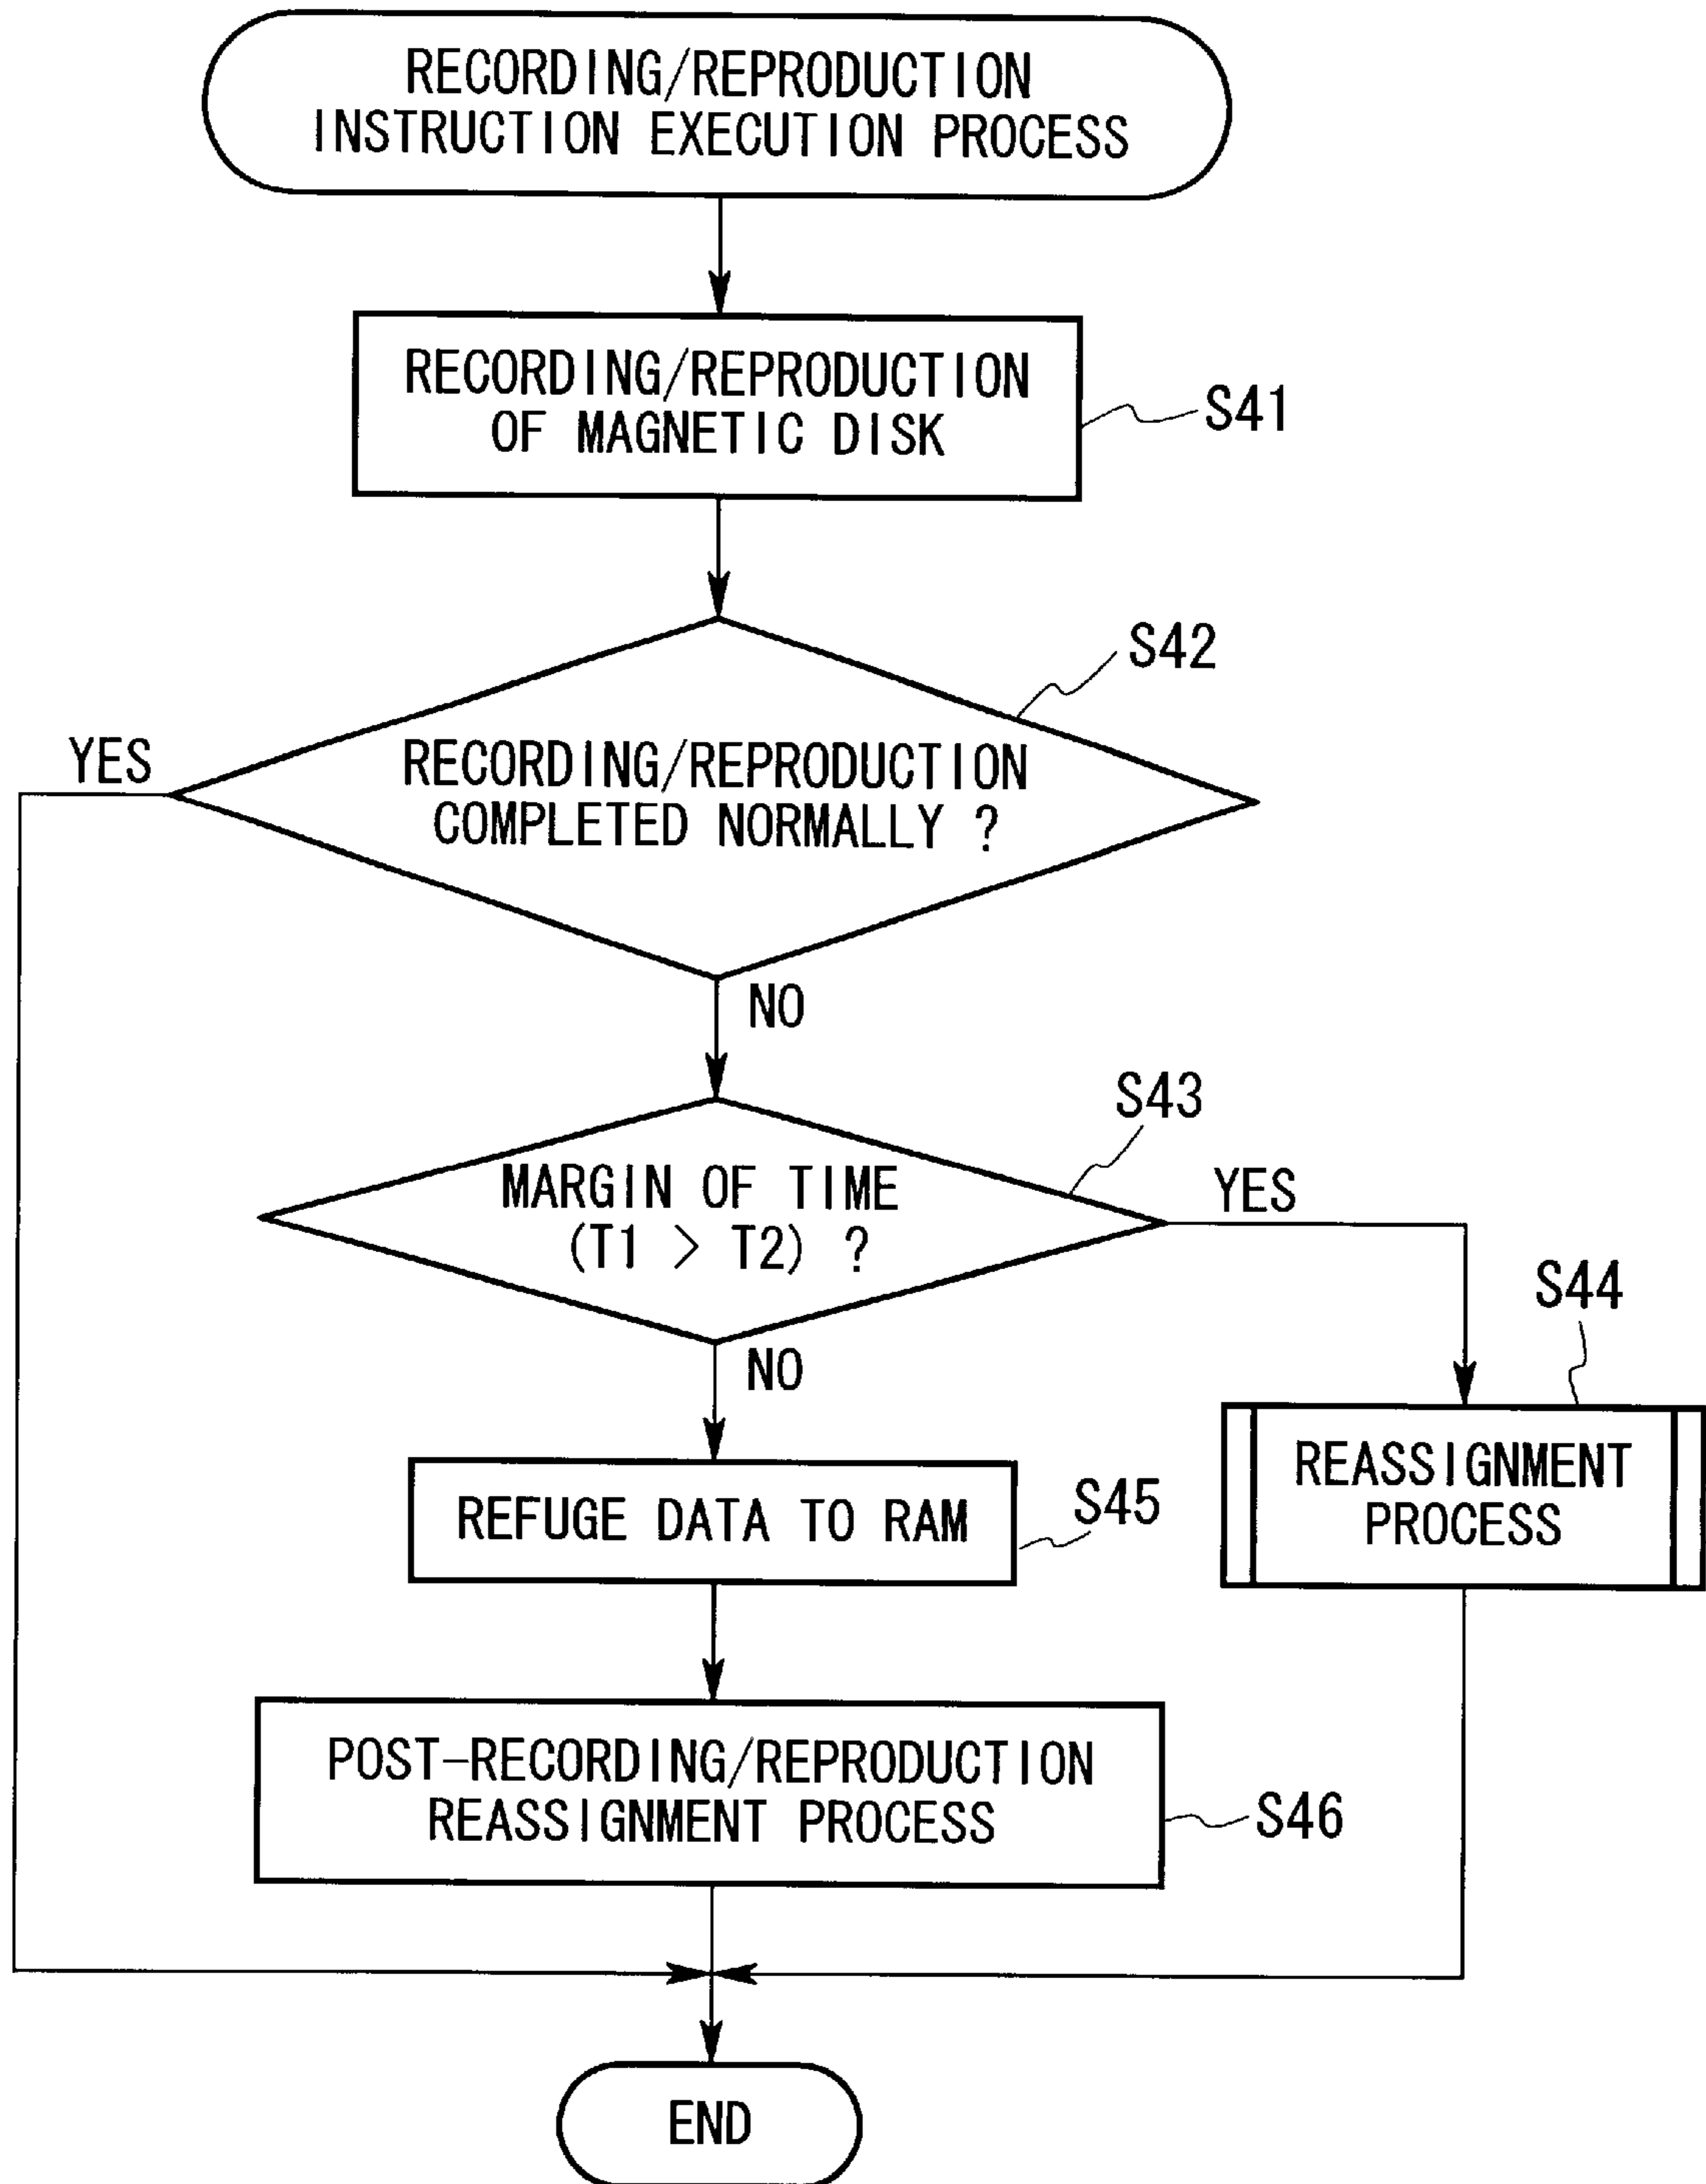 RECORDING/REPRODUCTION
INSTRUCTION EXECUTION PROCESS
RECORDING/REPRODUCTION
OF MAGNETIC DISK
S41
S42
YES
RECORDING/REPRODUCTION
COMPLETED NORMALLY ?
NO
S43
MARGIN OF TIME
(T1 > T2) ?
YES
S44
NO
REASSIGNMENT
PROCESS
S45
REFUGE DATA TO RAM
POST-RECORDING/REPRODUCTION
REASSIGNMENT PROCESS
S46
END